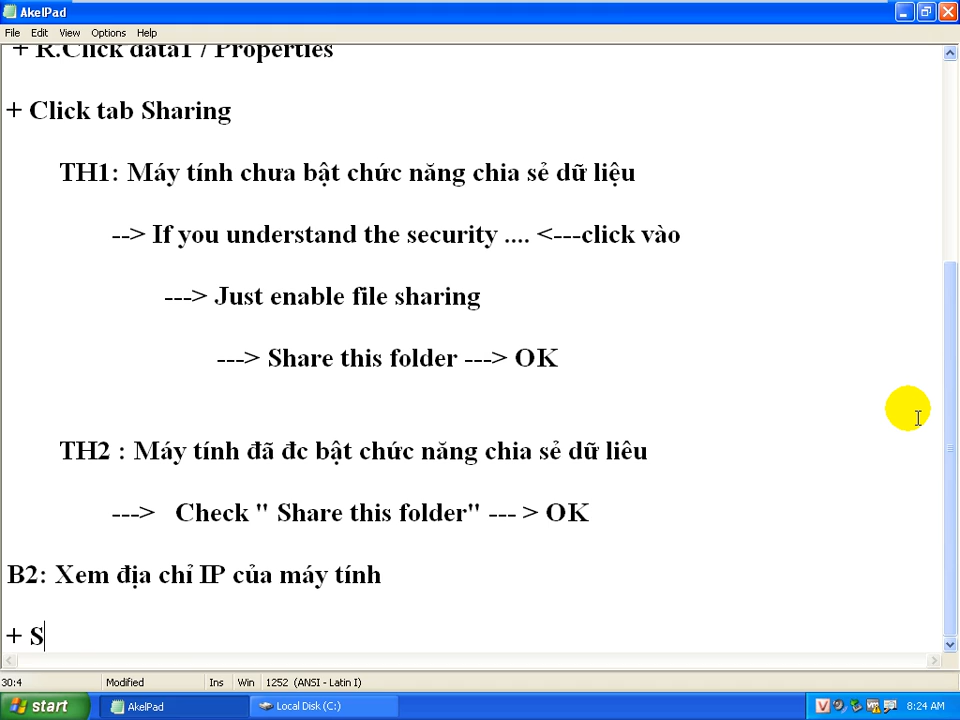 AkelPad
File Edit View Options Help
+ R.Click data1 / Properties
+ Click tab Sharing
TH1: Máy tính chưa bật chức năng chia sẻ dữ liệu
--> If you understand the security .... <---click vào
---> Just enable file sharing
---> Share this folder ---> OK
TH2 : Máy tính đã đc bật chức năng chia sẻ dữ liêu
---> Check " Share this folder" --- > OK
B2: Xem địa chỉ IP của máy tính
+ S
30:4 Modified Ins Win 1252 (ANSI - Latin I)
start AkelPad Local Disk (C:) V 8:24 AM